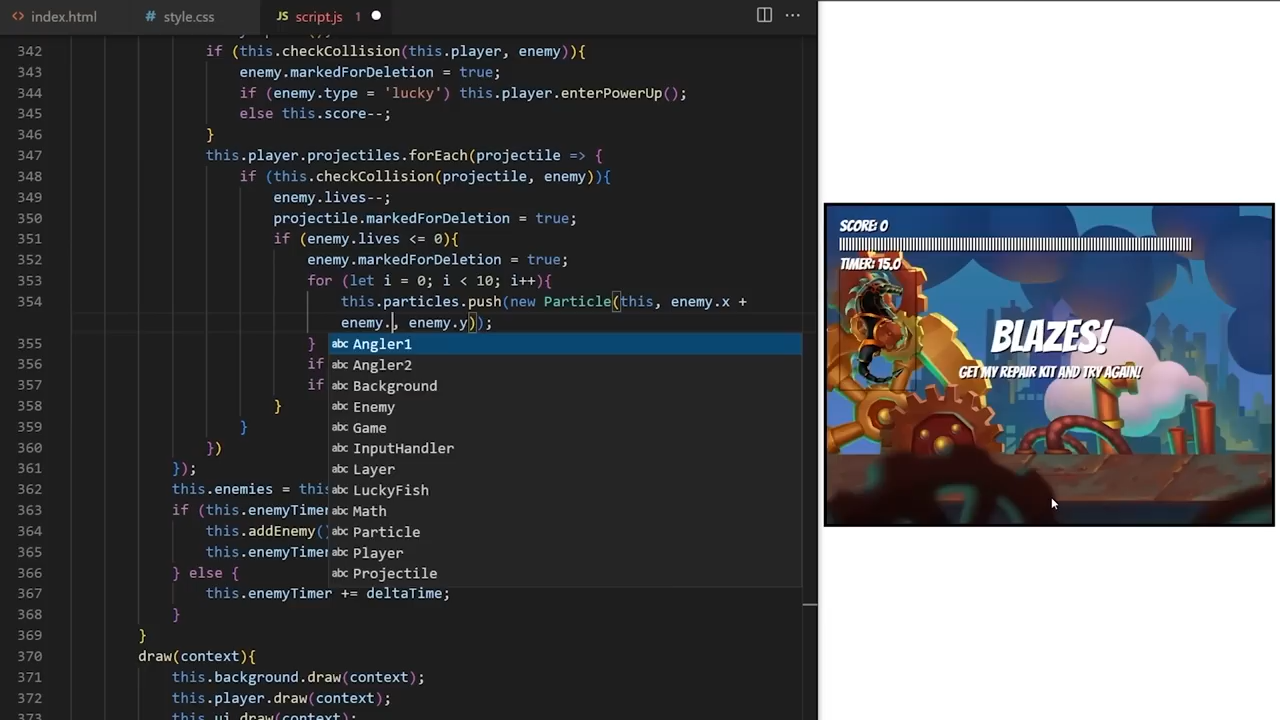 index.html
style.css
script.js 1
342 if (this.checkCollision(this.player, enemy)){
343 enemy.markedForDeletion = true;
344 if (enemy.type = 'lucky') this.player.enterPowerUp();
345 else this.score--;
346 }
347 this.player.projectiles.forEach(projectile => {
348 if (this.checkCollision(projectile, enemy)){
349 enemy.lives--;
350 projectile.markedForDeletion = true;
351 if (enemy.lives <= 0){
352 enemy.markedForDeletion = true;
353 for (let i = 0; i < 10; i++){
354 this.particles.push(new Particle(this, enemy.x +
enemy., enemy.y));
355 }
356 if
357 if
358 }
359 }
360 })
361 });
362 this.enemies = this
363 if (this.enemyTimer
364 this.addEnemy()
365 this.enemyTimer
366 } else {
367 this.enemyTimer += deltaTime;
368 }
369 }
370 draw(context){
371 this.background.draw(context);
372 this.player.draw(context);
373 this.ui.draw(context);
abc Angler1
abc Angler2
abc Background
abc Enemy
abc Game
abc InputHandler
abc Layer
abc LuckyFish
abc Math
abc Particle
abc Player
abc Projectile
SCORE: 0
TIMER: 15.0
BLAZES!
GET MY REPAIR KIT AND TRY AGAIN!